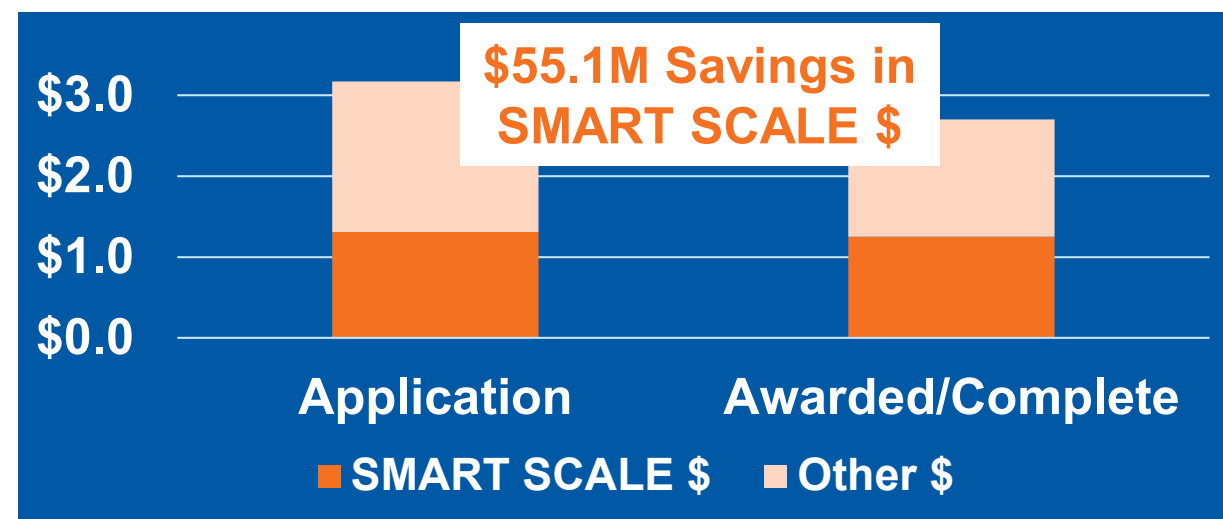 $55.1M Savings in
SMART SCALE $
$3.0
$2.0
$1.0
$0.0
Application
Awarded/Complete
SMART SCALE $
Other $